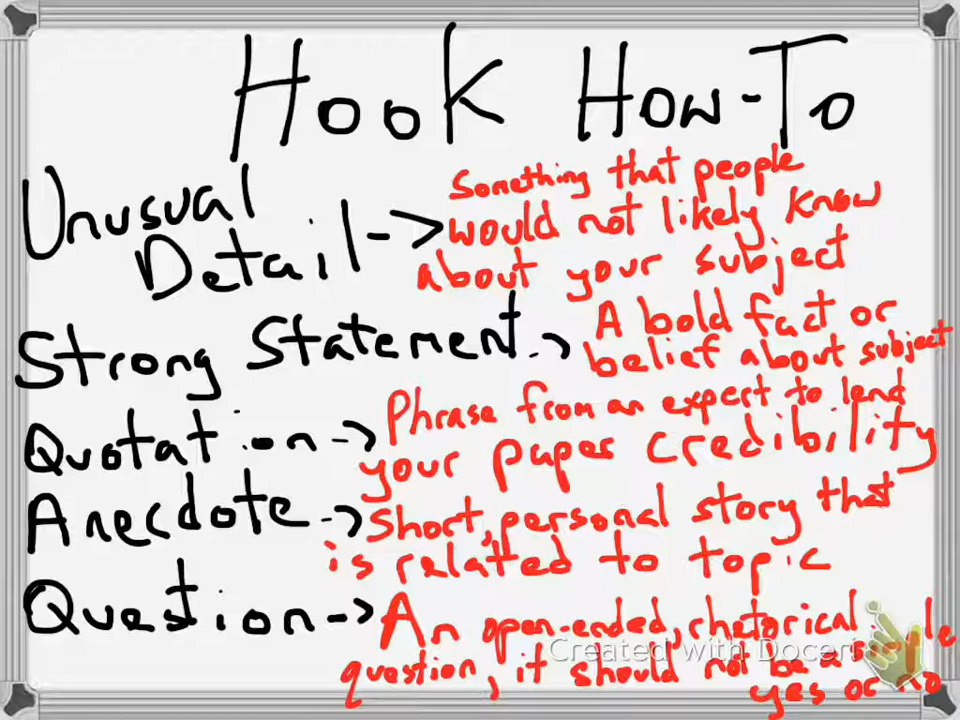 Hook How-To
Unusual
Detail -> Something that people
would not likely know
about your subject
Strong Statement -> A bold fact or
belief about subject
Quotation -> Phrase from an expert to lend
your paper credibility
Anecdote -> Short, personal story that
is related to topic
Question -> An open-ended, rhetorical
question, it should not be a simple
yes or no
Created with Doceri